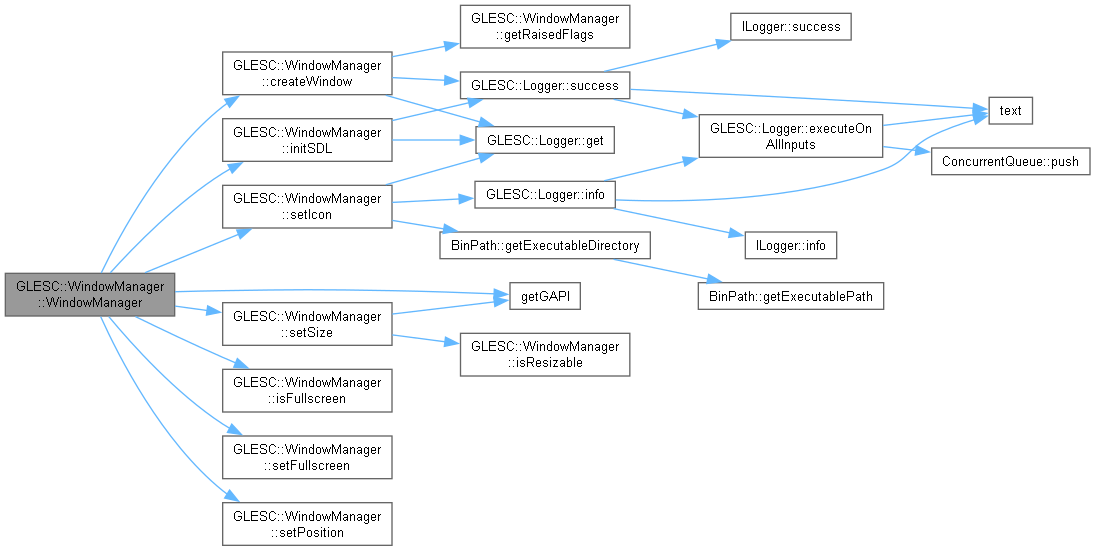 GLESC::WindowManager
::WindowManager
GLESC::WindowManager
::createWindow
GLESC::WindowManager
::initSDL
GLESC::WindowManager
::setIcon
GLESC::WindowManager
::setSize
GLESC::WindowManager
::isFullscreen
GLESC::WindowManager
::setFullscreen
GLESC::WindowManager
::setPosition
GLESC::WindowManager
::getRaisedFlags
GLESC::Logger::success
GLESC::Logger::get
GLESC::Logger::info
BinPath::getExecutableDirectory
getGAPI
GLESC::WindowManager
::isResizable
ILogger::success
GLESC::Logger::executeOn
AllInputs
ILogger::info
BinPath::getExecutablePath
text
ConcurrentQueue::push